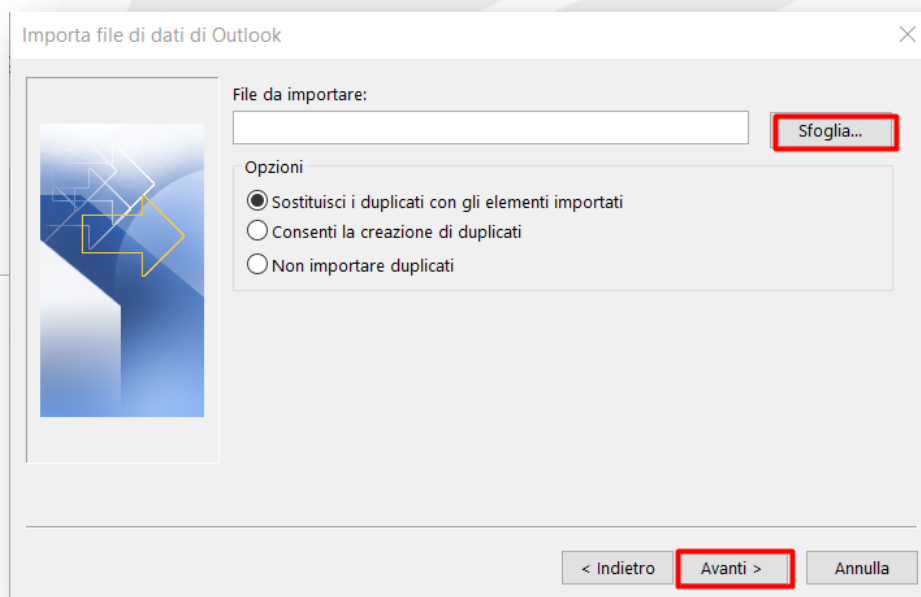 Importa file di dati di Outlook
File da importare:
Sfoglia...
Opzioni
Sostituisci i duplicati con gli elementi importati
Consenti la creazione di duplicati
Non importare duplicati
< Indietro
Avanti >
Annulla